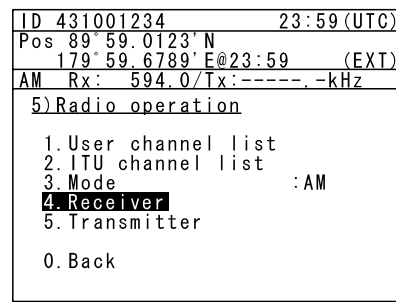 ID 431001234 23:59(UTC)
Pos 89°59.0123'N
179°59.6789'E@23:59 (EXT)
AM Rx: 594.0/Tx:-----.-kHz
5)Radio operation
1.User channel list
2.ITU channel list
3.Mode :AM
4.Receiver
5.Transmitter
0.Back